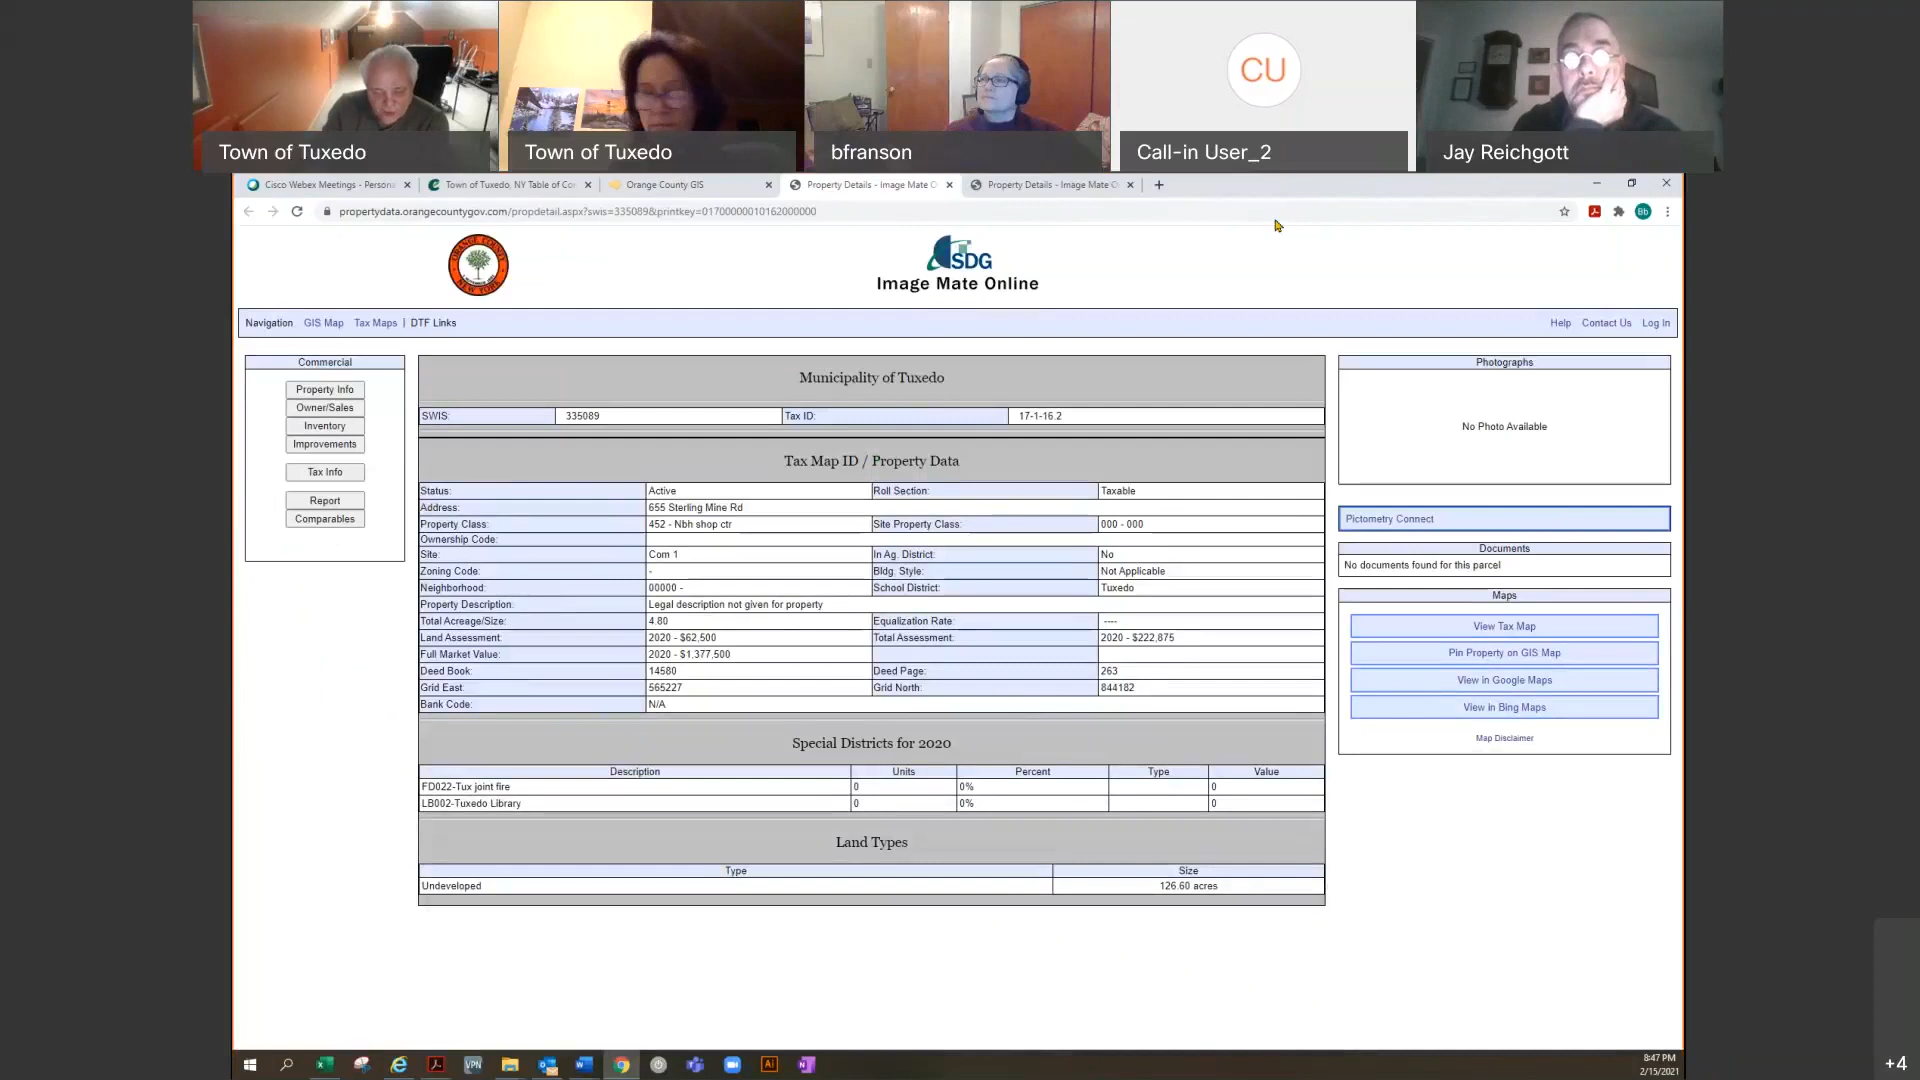 CU
Town of Tuxedo
Town of Tuxedo
bfranson
Call-in User_2
Jay Reichgott
Cisco Webex Meetings - Persona
Town of Tuxedo, NY Table of Co
Orange County GIS
Property Details - Image Mate O
Property Details - Image Mate O
propertydata.orangecountygov.com/propdetail.aspx?swis=335089&printkey=01700000010162000000
Bb
SDG
Image Mate Online
Navigation GIS Map Tax Maps | DTF Links
Help Contact Us Log In
Commercial
Property Info
Owner/Sales
Inventory
Improvements
Tax Info
Report
Comparables
Municipality of Tuxedo
SWIS: 335089 Tax ID: 17-1-16.2
Tax Map ID / Property Data
Status: Active Roll Section: Taxable
Address: 655 Sterling Mine Rd
Property Class: 452 - Nbh shop ctr Site Property Class: 000 - 000
Ownership Code:
Site: Com 1 In Ag. District: No
Zoning Code: - Bldg. Style: Not Applicable
Neighborhood: 00000 - School District: Tuxedo
Property Description: Legal description not given for property
Total Acreage/Size: 4.80 Equalization Rate: ----
Land Assessment: 2020 - $62,500 Total Assessment: 2020 - $222,875
Full Market Value: 2020 - $1,377,500
Deed Book: 14580 Deed Page: 263
Grid East: 565227 Grid North: 844182
Bank Code: N/A
Special Districts for 2020
Description Units Percent Type Value
FD022-Tux joint fire 0 0% 0
LB002-Tuxedo Library 0 0% 0
Land Types
Type Size
Undeveloped 126.60 acres
Photographs
No Photo Available
Pictometry Connect
Documents
No documents found for this parcel
Maps
View Tax Map
Pin Property on GIS Map
View in Google Maps
View in Bing Maps
Map Disclaimer
VPN
Ai
8:47 PM
2/15/2021
+4